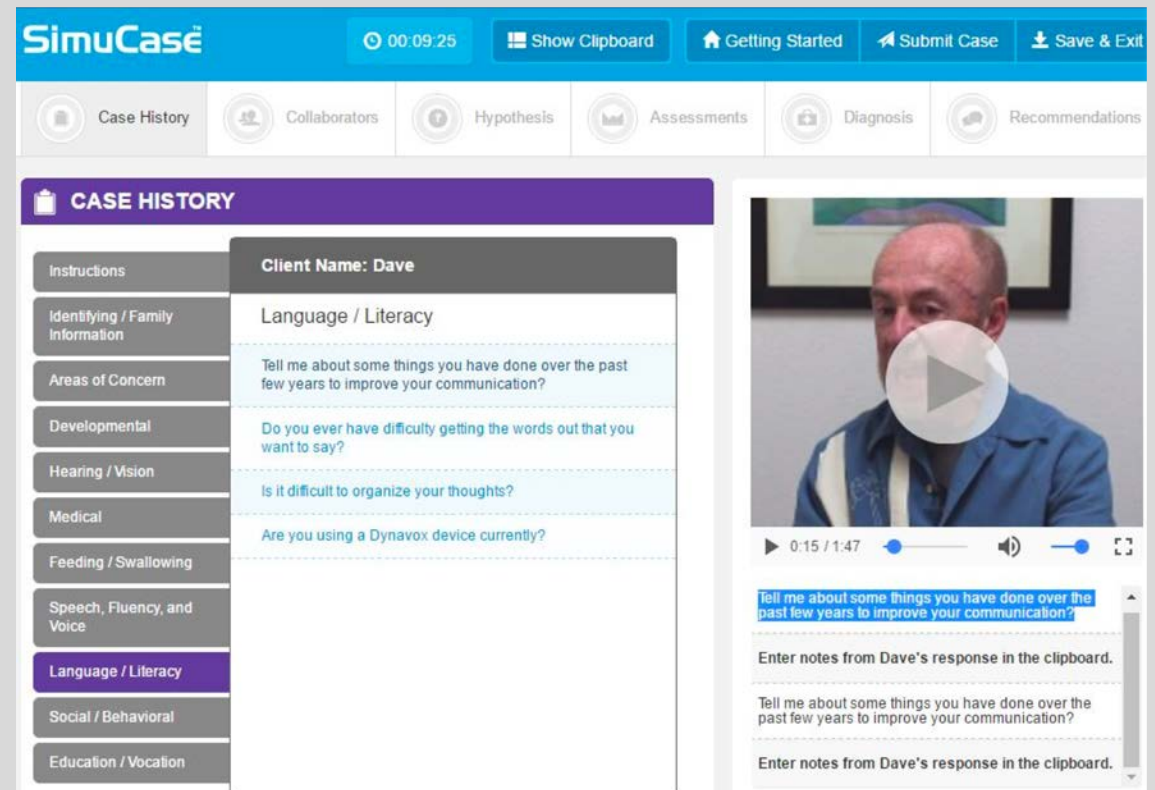 SimuCase™
00:09:25
Show Clipboard
Getting Started
Submit Case
Save & Exit
Case History
Collaborators
Hypothesis
Assessments
Diagnosis
Recommendations
CASE HISTORY
Instructions
Identifying / Family
Information
Areas of Concern
Developmental
Hearing / Vision
Medical
Feeding / Swallowing
Speech, Fluency, and
Voice
Language / Literacy
Social / Behavioral
Education / Vocation
Client Name: Dave
Language / Literacy
Tell me about some things you have done over the past
few years to improve your communication?
Do you ever have difficulty getting the words out that you
want to say?
Is it difficult to organize your thoughts?
Are you using a Dynavox device currently?
0:15 / 1:47
Tell me about some things you have done over the
past few years to improve your communication?
Enter notes from Dave's response in the clipboard.
Tell me about some things you have done over the
past few years to improve your communication?
Enter notes from Dave's response in the clipboard.